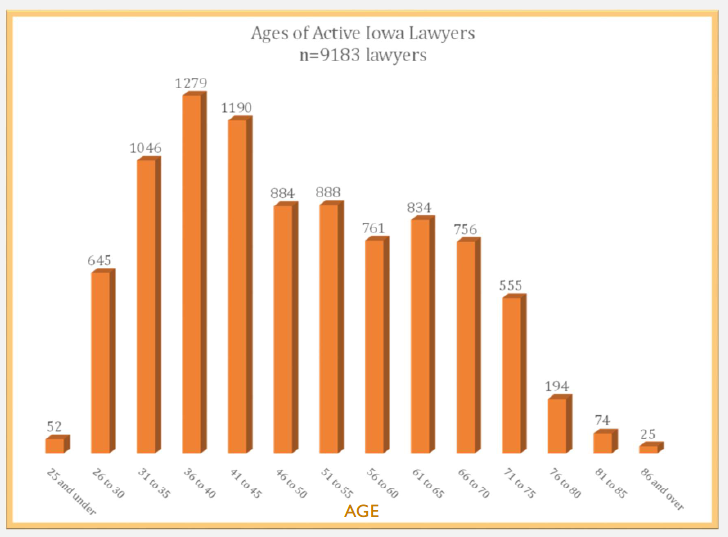 Ages of Active Iowa Lawyers
n=9183 lawyers
1279
1190
1046
884
888
834
761
756
645
555
194
74
52
25
25 and under
26 to 30
31 to 35
36 to 40
41 to 45
46 to 50
51 to 55
56 to 60
61 to 65
66 to 70
71 to 75
76 to 80
81 to 85
86 and over
AGE